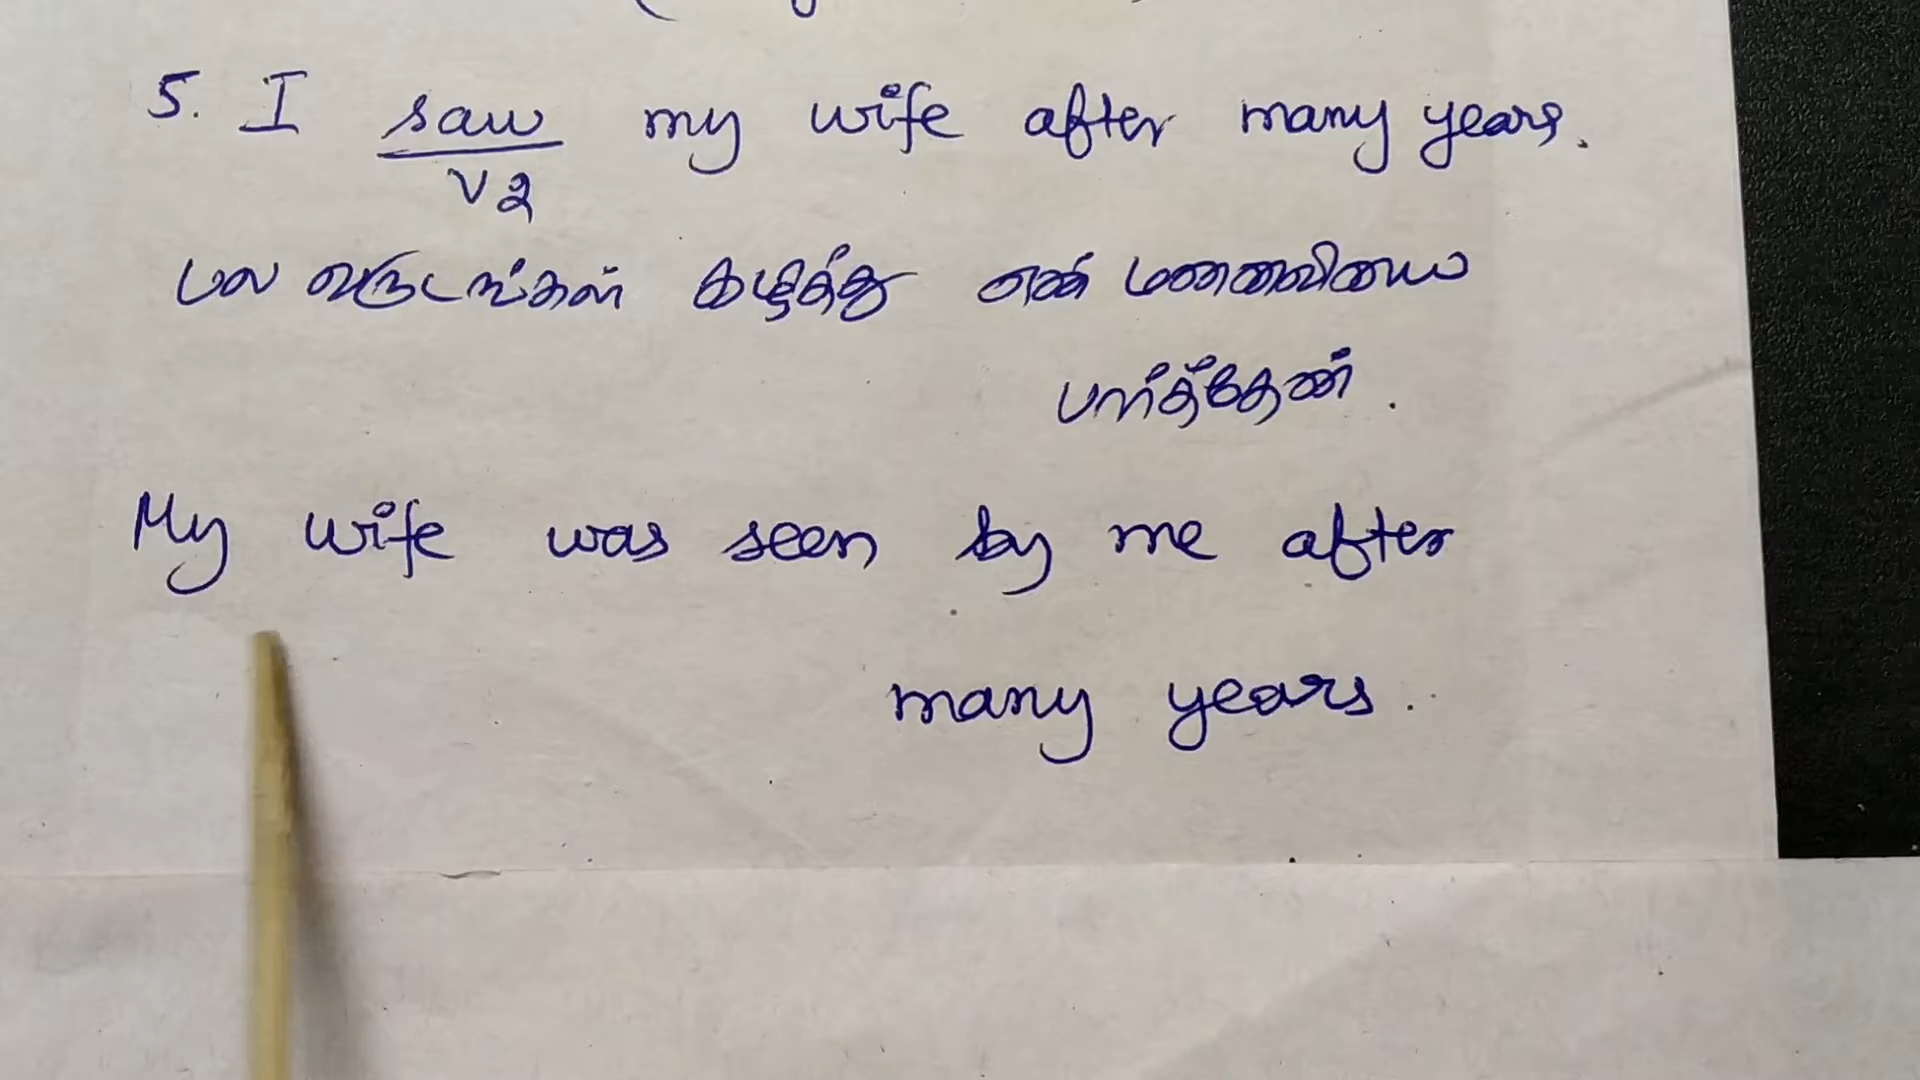 5. I saw my wife after many years.
V2
பல வருடங்கள் கழித்து என் மனைவியை
பார்த்தேன்.
My wife was seen by me after
many years.